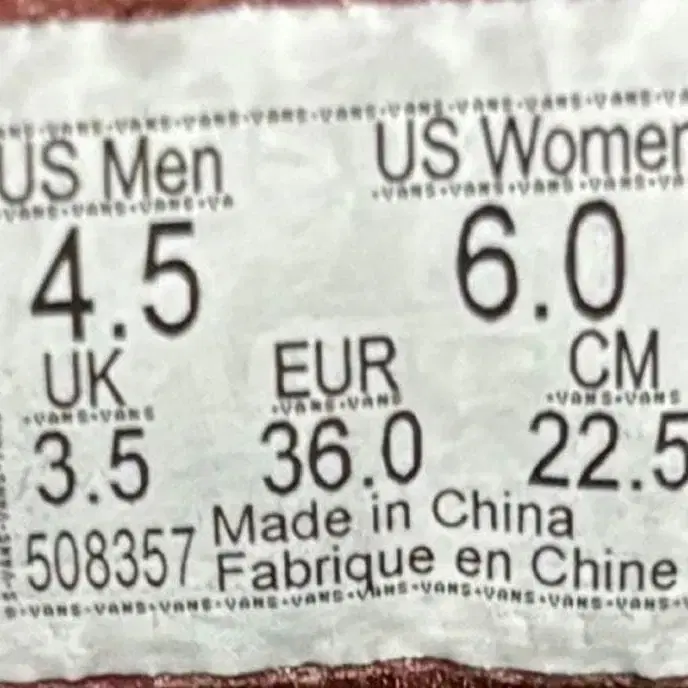 US Men US Women
4.5 6.0
UK EUR CM
3.5 36.0 22.5
508357 Made in China
Fabrique en Chine